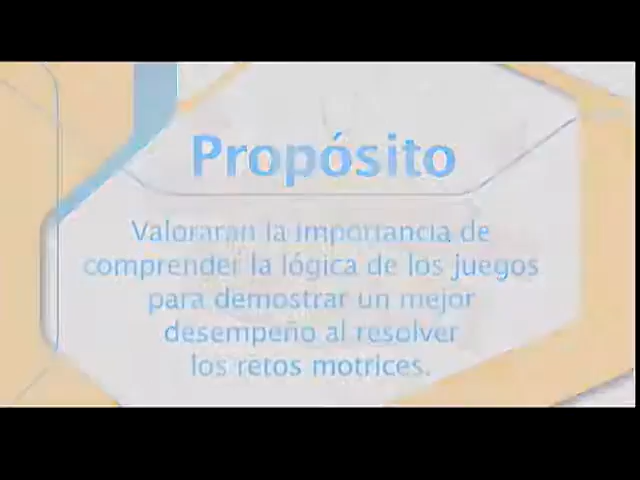 Propósito
Valoraran la importancia de
comprender la lógica de los juegos
para demostrar un mejor
desempeño al resolver
los retos motrices.